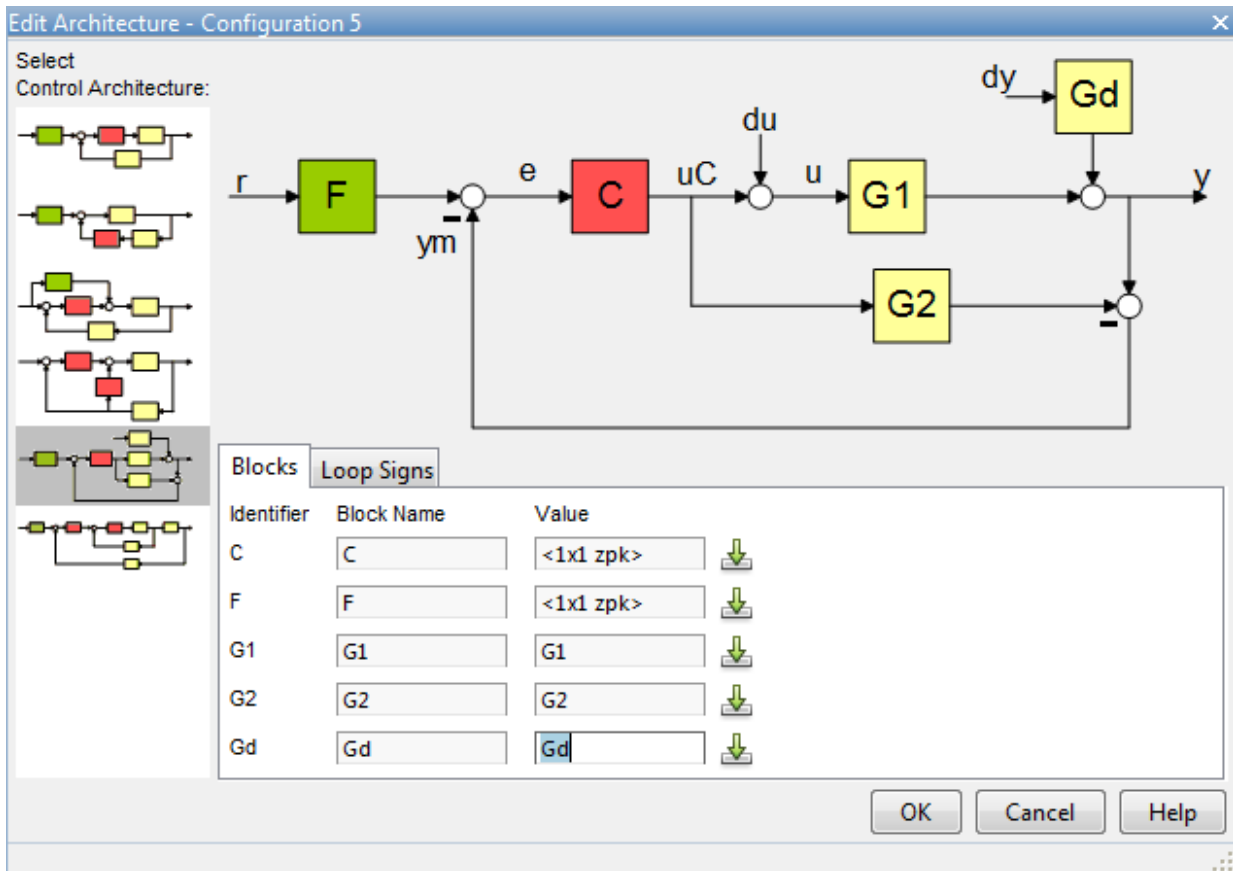 Edit Architecture - Configuration 5
Select
Control Architecture:
dy
Gd
du
r
F
e
C
uC
u
G1
y
ym
G2
Blocks
Loop Signs
Identifier Block Name Value
C C <1x1 zpk>
F F <1x1 zpk>
G1 G1 G1
G2 G2 G2
Gd Gd Gd
OK Cancel Help